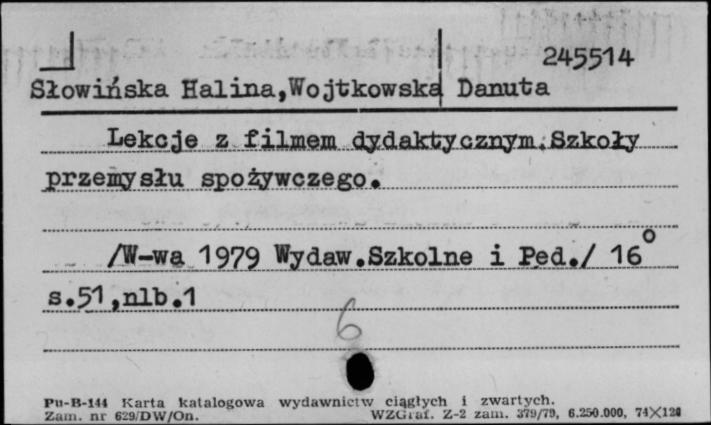 245514
Słowińska Halina,Wojtkowska Danuta
Lekcje z filmem dydaktycznym.Szkoły
przemysłu spożywczego.
/W-wa 1979 Wydaw.Szkolne i Ped./ 16°
s.51,nlb.1
6
Pu-B-144 Karta katalogowa wydawnictw ciągłych i zwartych.
Zam. nr 629/DW/On. WZGraf. Z-2 zam. 379/79, 6.250.000, 74×124